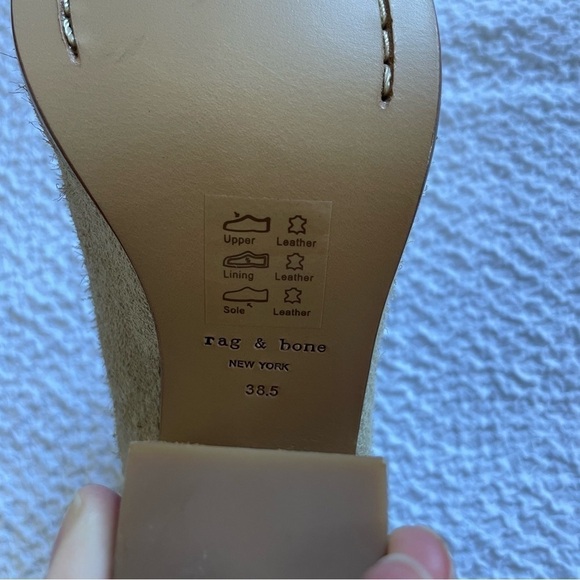 Upper Leather
Lining Leather
Sole Leather
rag & bone
NEW YORK
38.5